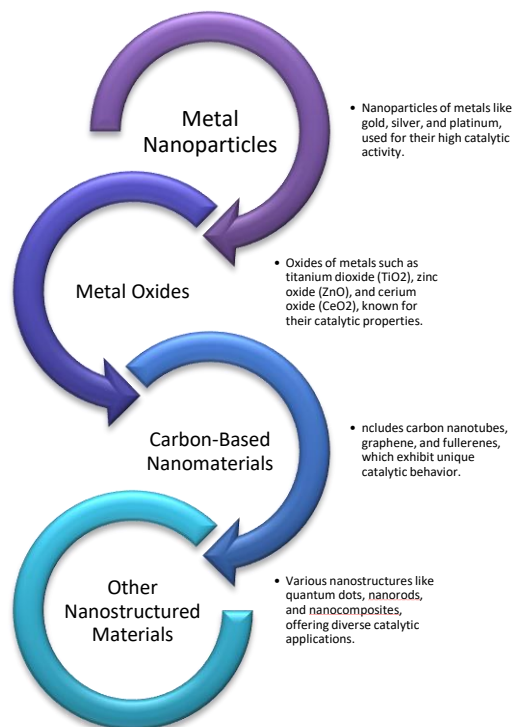 Metal
Nanoparticles
• Nanoparticles of metals like
gold, silver, and platinum,
used for their high catalytic
activity.
Metal Oxides
• Oxides of metals such as
titanium dioxide (TiO2), zinc
oxide (ZnO), and cerium
oxide (CeO2), known for
their catalytic properties.
Carbon-Based
Nanomaterials
• ncludes carbon nanotubes,
graphene, and fullerenes,
which exhibit unique
catalytic behavior.
Other
Nanostructured
Materials
• Various nanostructures like
quantum dots, nanorods,
and nanocomposites,
offering diverse catalytic
applications.